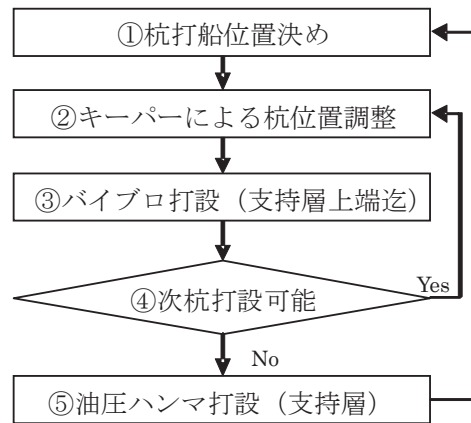 ①杭打船位置決め
②キーパーによる杭位置調整
③バイブロ打設（支持層上端迄）
④次杭打設可能
Yes
No
⑤油圧ハンマ打設（支持層）